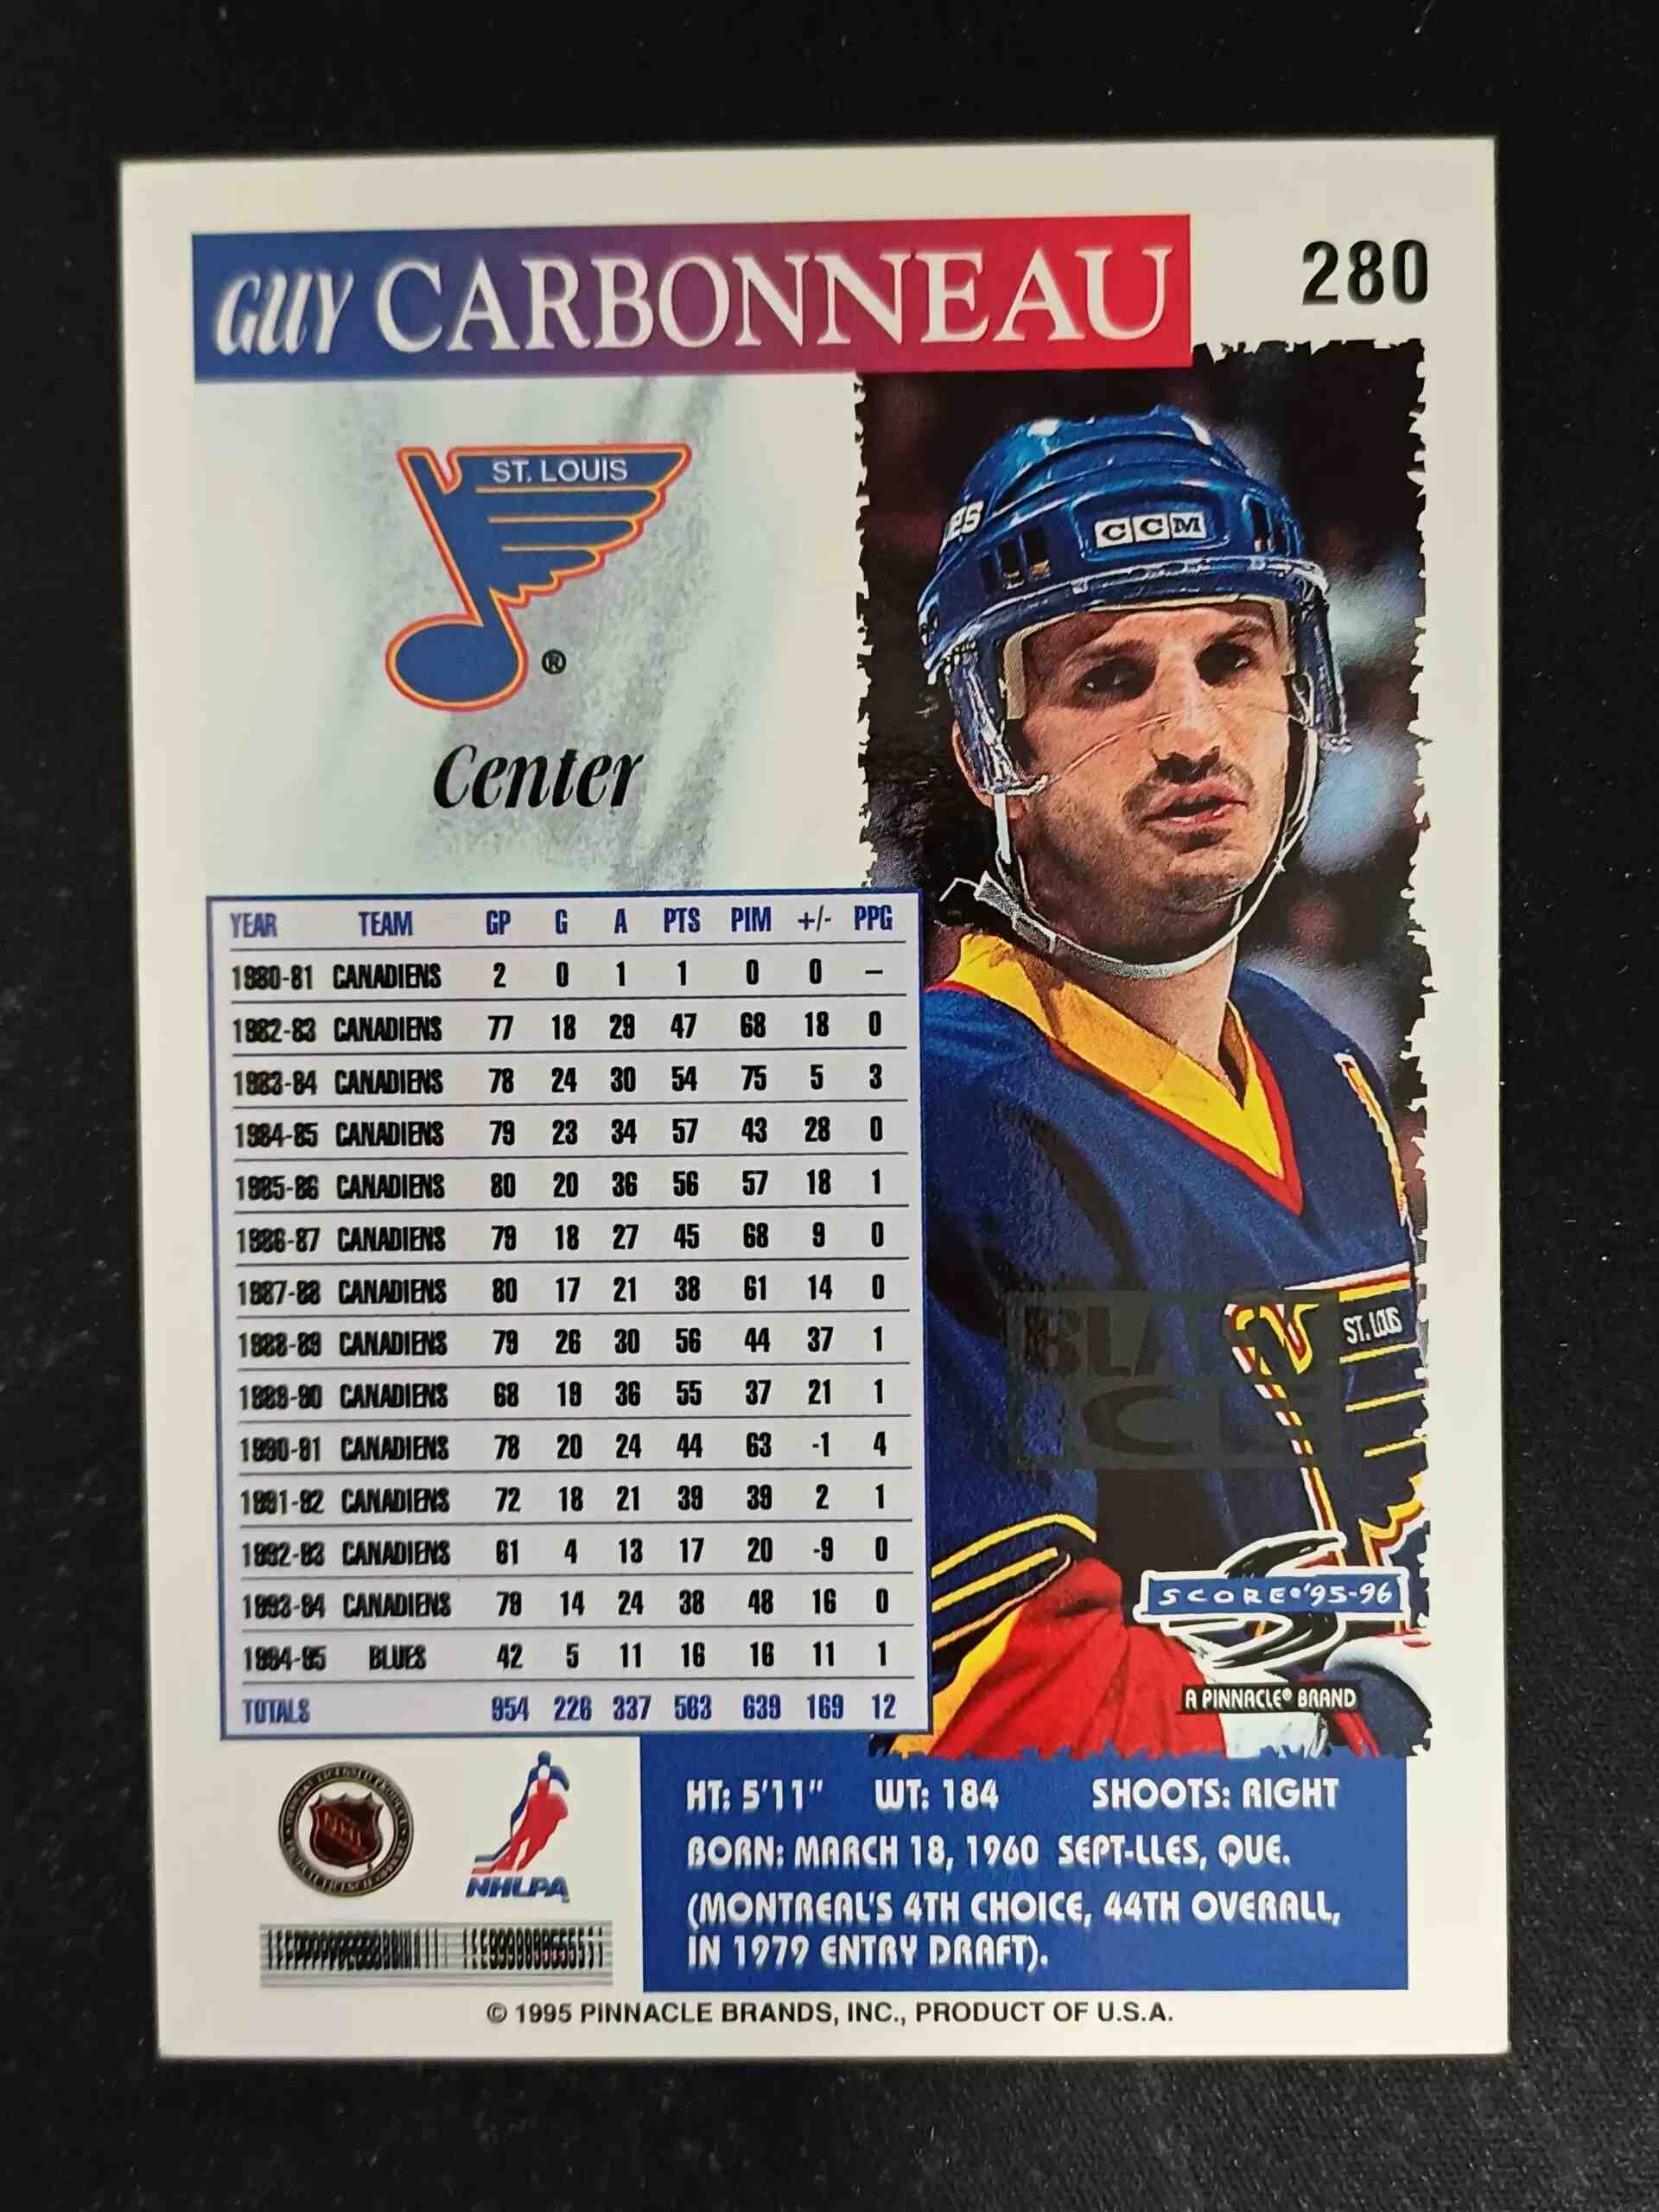 GUY CARBONNEAU
280
ST. LOUIS
®
Center
CCM
YEAR TEAM GP G A PTS PIM +/- PPG
1980-81 CANADIENS 2 0 1 1 0 0 –
1982-83 CANADIENS 77 18 29 47 68 18 0
1983-84 CANADIENS 78 24 30 54 75 5 3
1984-85 CANADIENS 79 23 34 57 43 28 0
1985-86 CANADIENS 80 20 36 56 57 18 1
1986-87 CANADIENS 79 18 27 45 68 9 0
1987-88 CANADIENS 80 17 21 38 61 14 0
1988-89 CANADIENS 79 26 30 56 44 37 1
1989-90 CANADIENS 68 19 36 55 37 21 1
1990-91 CANADIENS 78 20 24 44 63 -1 4
1991-92 CANADIENS 72 18 21 39 39 2 1
1992-93 CANADIENS 61 4 13 17 20 -9 0
1993-94 CANADIENS 79 14 24 38 48 16 0
1994-95 BLUES 42 5 11 16 16 11 1
TOTALS 954 226 337 563 639 169 12
BLACK
ICE
ST. LOUIS
SCORE®'95-96
A PINNACLE® BRAND
NHL
NHLPA
HT: 5'11" WT: 184 SHOOTS: RIGHT
BORN: MARCH 18, 1960 SEPT-LLES, QUE.
(MONTREAL'S 4TH CHOICE, 44TH OVERALL,
IN 1979 ENTRY DRAFT).
© 1995 PINNACLE BRANDS, INC., PRODUCT OF U.S.A.